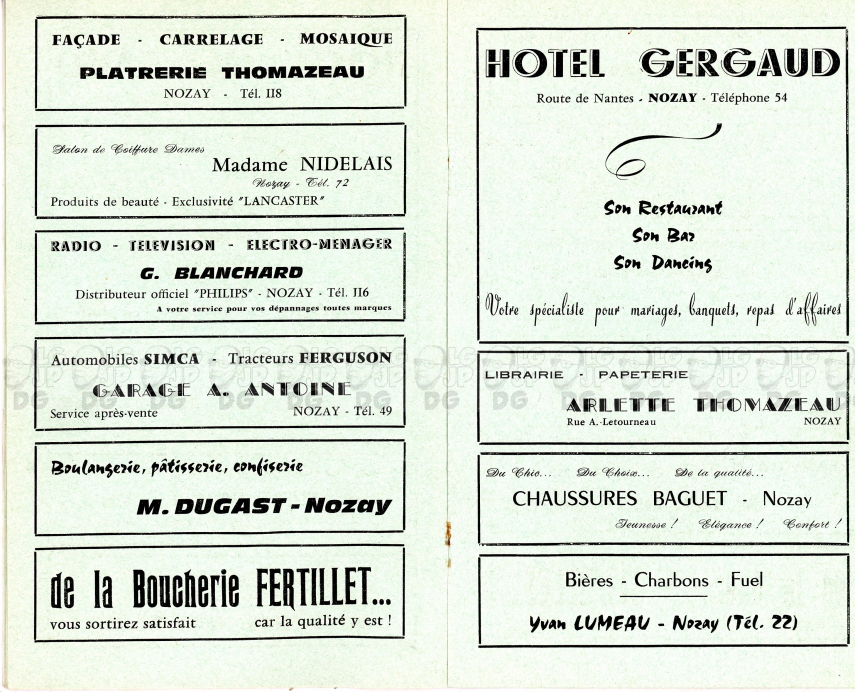 FAÇADE - CARRELAGE - MOSAIQUE
PLATRERIE THOMAZEAU
NOZAY - Tél. 118
Salon de Coiffure Dames
Madame NIDELAIS
Nozay - Tél. 72
Produits de beauté - Exclusivité "LANCASTER"
RADIO - TELEVISION - ELECTRO-MENAGER
G. BLANCHARD
Distributeur officiel "PHILIPS" - NOZAY - Tél. 116
A votre service pour vos dépannages toutes marques
Automobiles SIMCA - Tracteurs FERGUSON
GARAGE A. ANTOINE
Service après-vente NOZAY - Tél. 49
Boulangerie, pâtisserie, confiserie
M. DUGAST - Nozay
de la Boucherie FERTILLET...
vous sortirez satisfait car la qualité y est !
HOTEL GERGAUD
Route de Nantes - NOZAY - Téléphone 54
Son Restaurant
Son Bar
Son Dancing
Votre spécialiste pour mariages, banquets, repas d'affaires
LIBRAIRIE - PAPETERIE
ARLETTE THOMAZEAU
Rue A.-Letourneau NOZAY
Du Chic... Du Choix... De la qualité...
CHAUSSURES BAGUET - Nozay
Jeunesse ! Elégance ! Confort !
Bières - Charbons - Fuel
Yvan LUMEAU - Nozay (Tél. 22)
LG JP DG